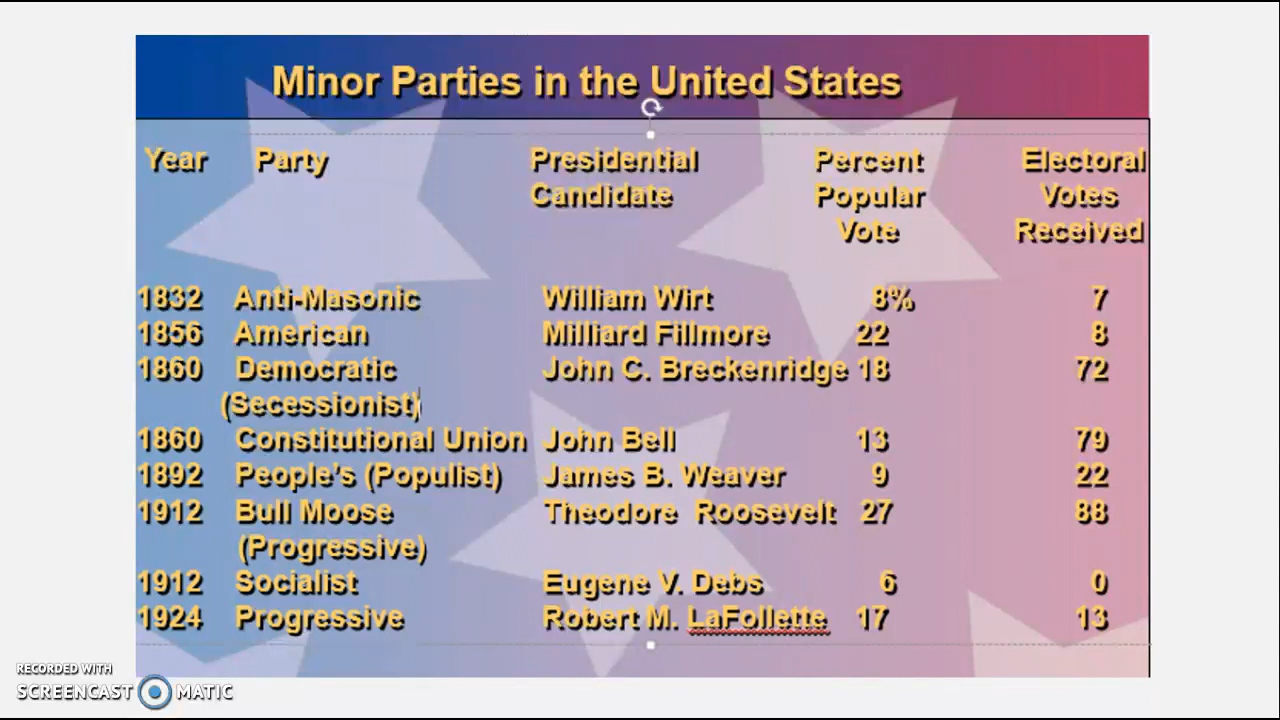 Minor Parties in the United States
Year Party Presidential Candidate Percent Popular Vote Electoral Votes Received
1832 Anti-Masonic William Wirt 8% 7
1856 American Milliard Fillmore 22 8
1860 Democratic John C. Breckenridge 18 72
(Secessionist)
1860 Constitutional Union John Bell 13 79
1892 People's (Populist) James B. Weaver 9 22
1912 Bull Moose Theodore Roosevelt 27 88
(Progressive)
1912 Socialist Eugene V. Debs 6 0
1924 Progressive Robert M. LaFollette 17 13
RECORDED WITH
SCREENCAST MATIC